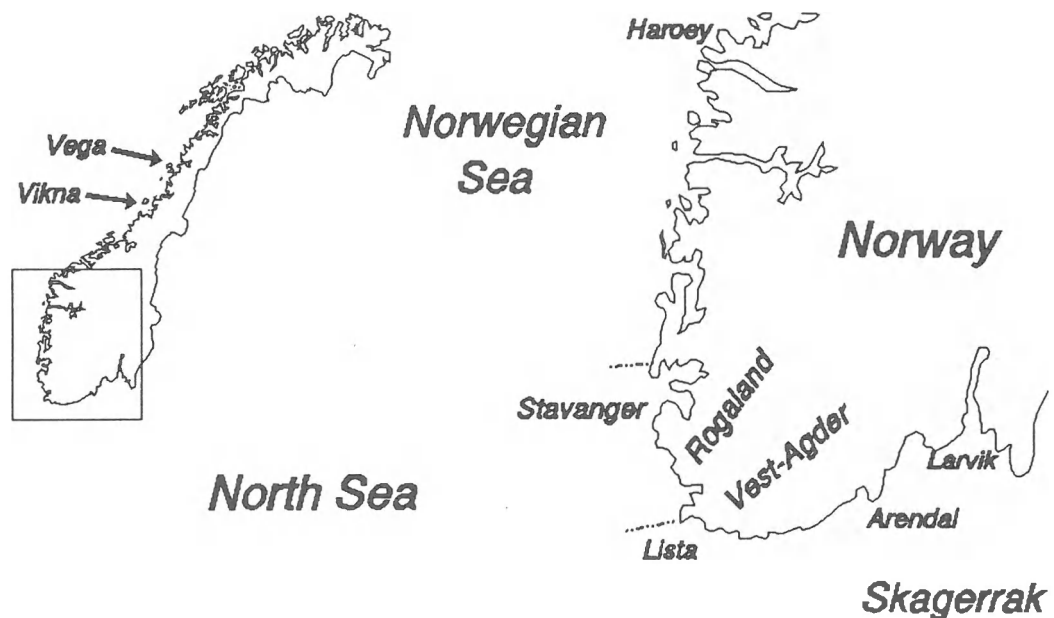 Haroey
Norwegian
Sea
Vega
Vikna
Norway
Stavanger
Rogaland
Vest-Agder
North Sea
Larvik
Arendal
Lista
Skagerrak